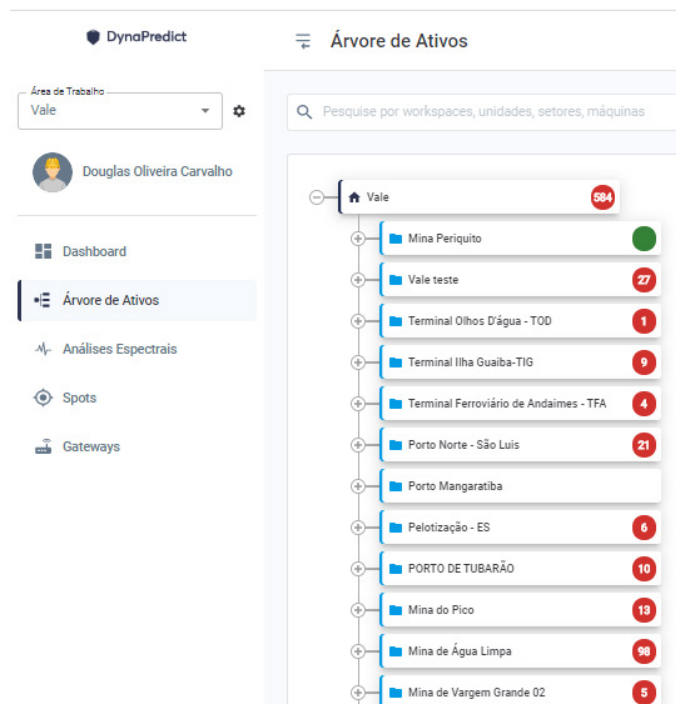 DynaPredict
Árvore de Ativos
Área de Trabalho
Vale
Pesquise por workspaces, unidades, setores, máquinas
Douglas Oliveira Carvalho
Dashboard
Árvore de Ativos
Análises Espectrais
Spots
Gateways
Vale 584
Mina Periquito
Vale teste 27
Terminal Olhos D'água - TOD 1
Terminal Ilha Guaiba-TIG 9
Terminal Ferroviário de Andaimes - TFA 4
Porto Norte - São Luis 21
Porto Mangaratiba
Pelotização - ES 6
PORTO DE TUBARÃO 10
Mina do Pico 13
Mina de Água Limpa 98
Mina de Vargem Grande 02 5